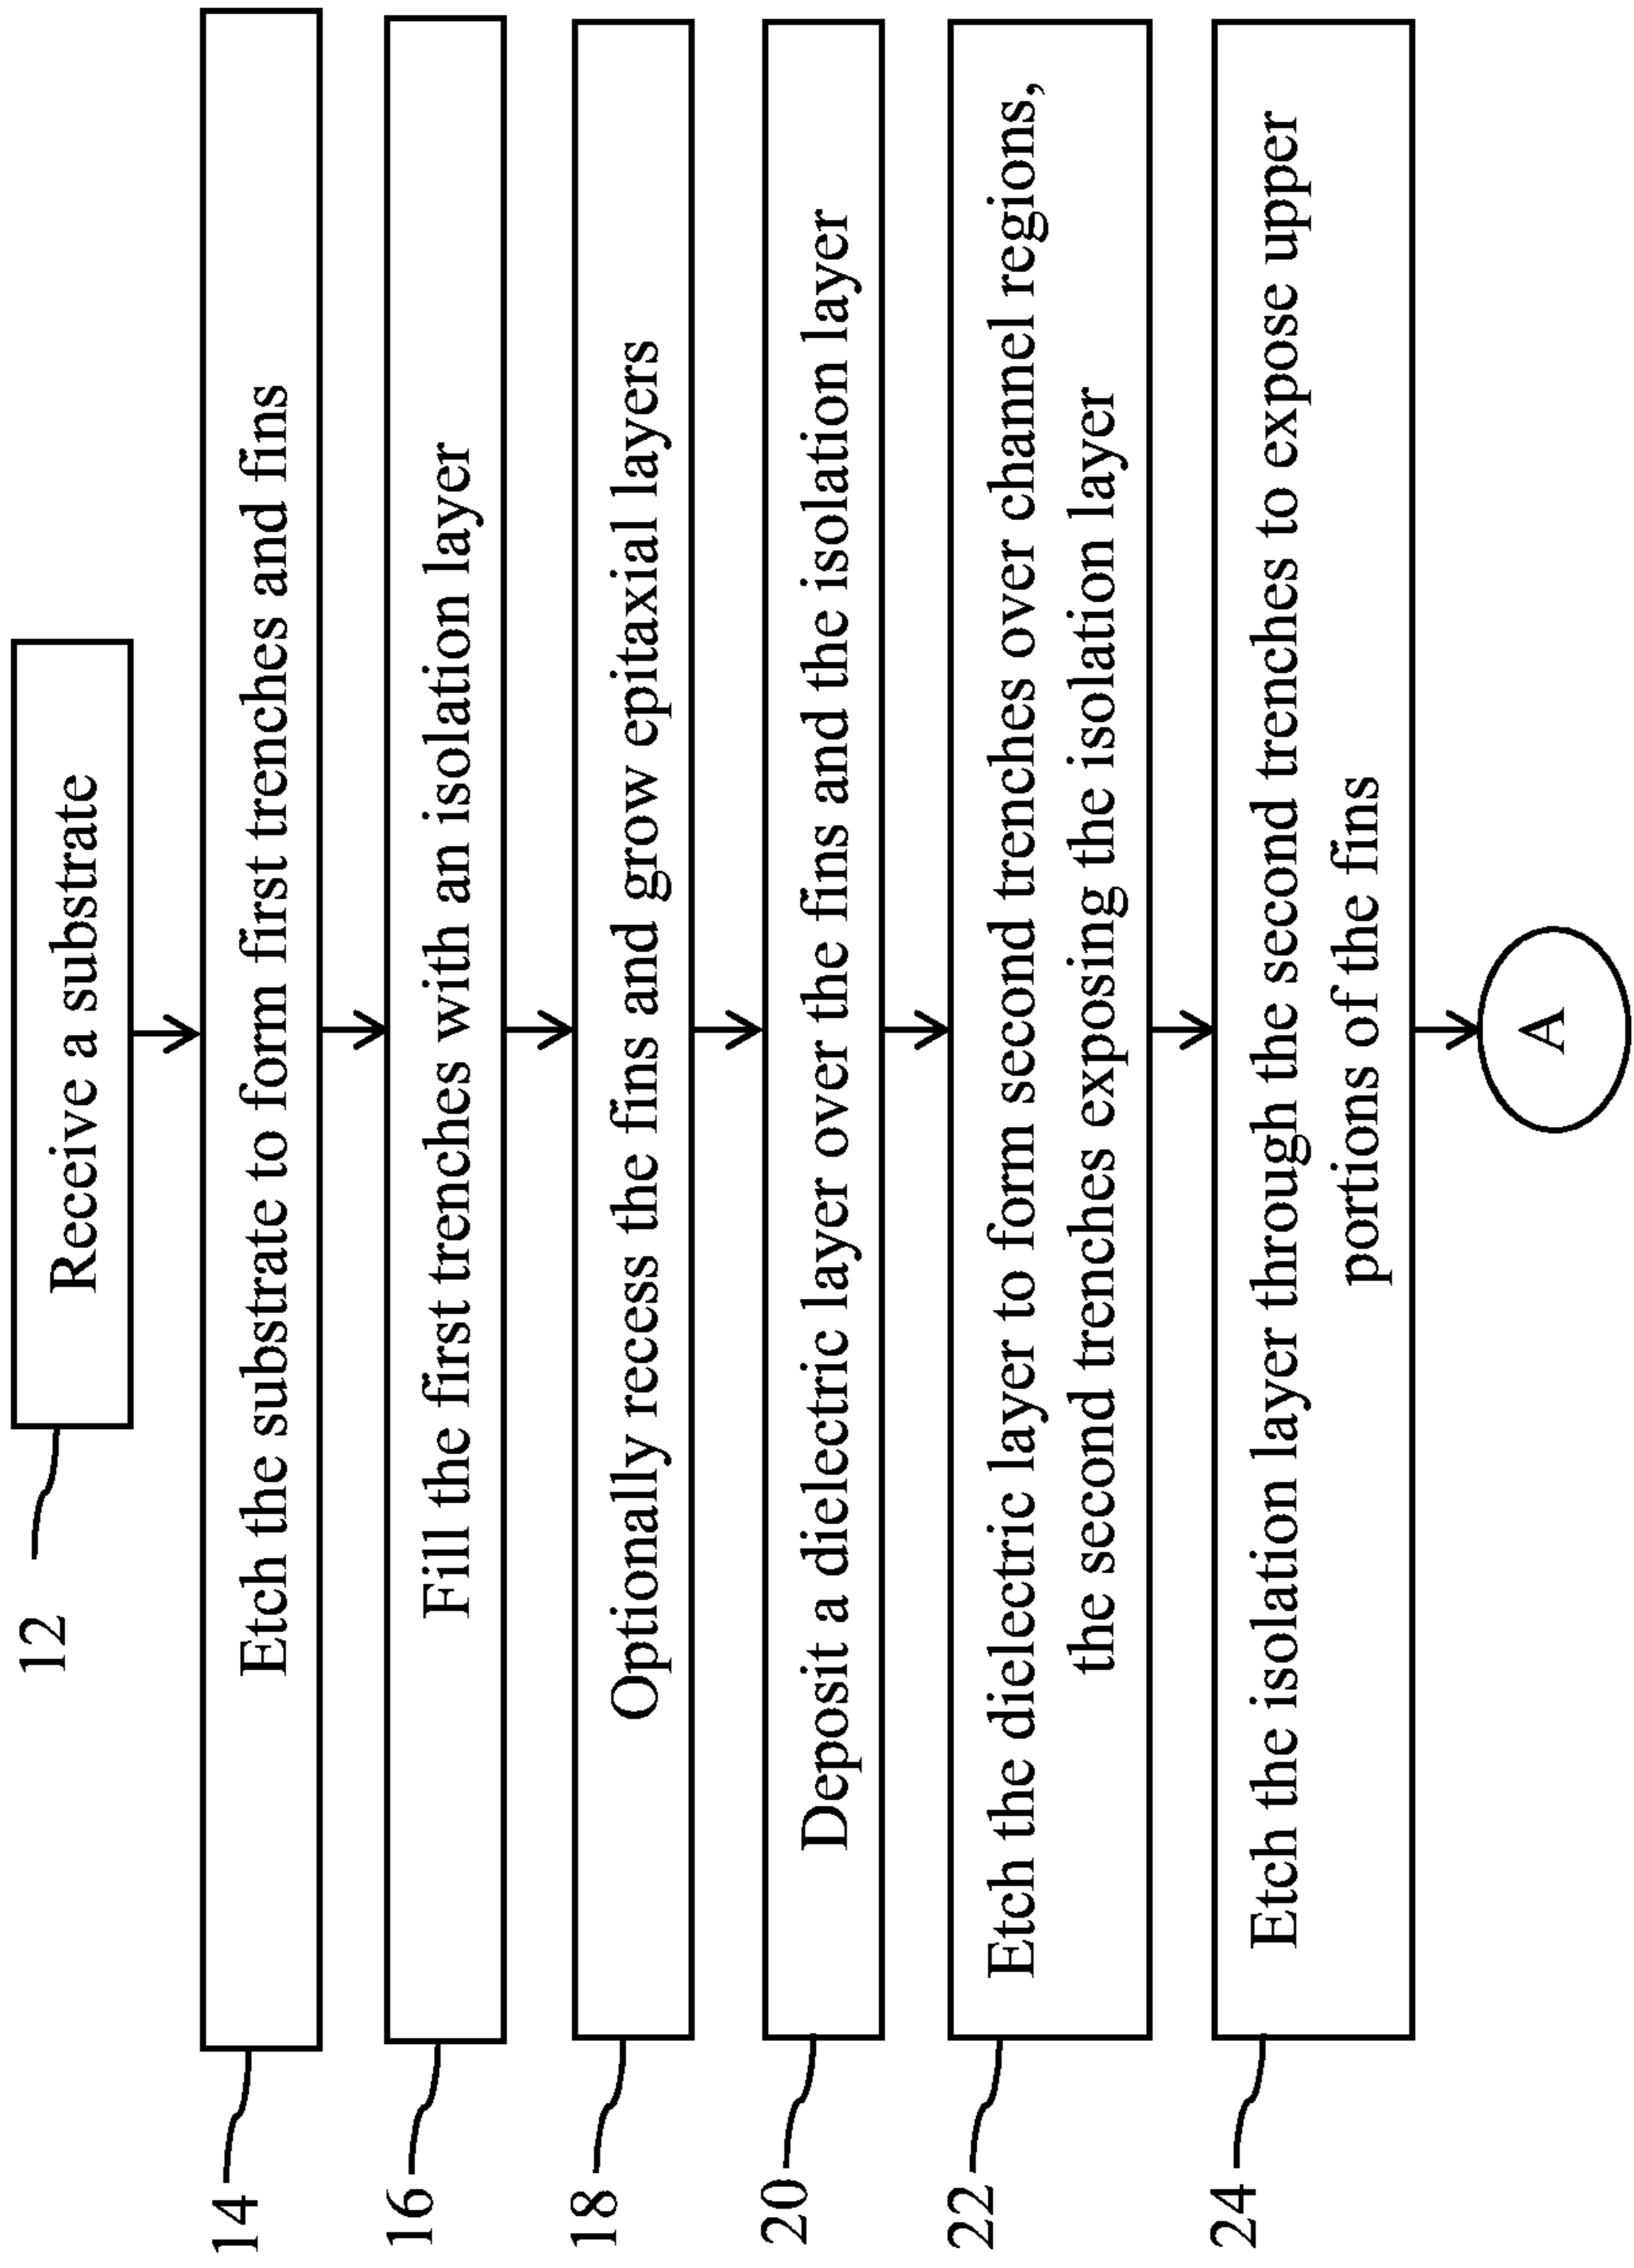 12
Receive a substrate
14
Etch the substrate to form first trenches and fins
16
Fill the first trenches with an isolation layer
18
Optionally recess the fins and grow epitaxial layers
20
Deposit a dielectric layer over the fins and the isolation layer
22
Etch the dielectric layer to form second trenches over channel regions,
the second trenches exposing the isolation layer
24
Etch the isolation layer through the second trenches to expose upper
portions of the fins
A